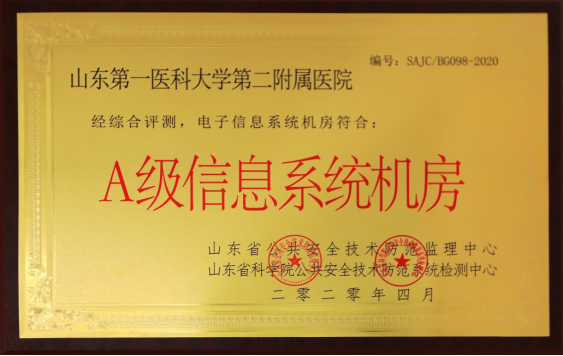 编号：SAJC/BG098-2020
山东第一医科大学第二附属医院
经综合评测，电子信息系统机房符合：
A级信息系统机房
山东省公共安全技术防范监理中心
山东省科学院公共安全技术防范系统检测中心
二零二零年四月